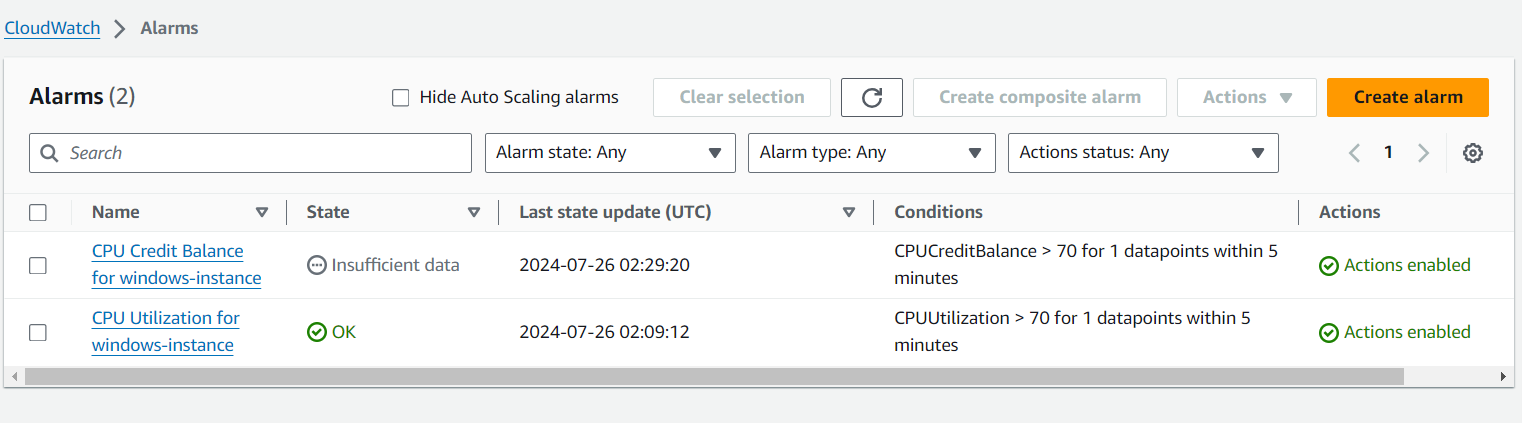 CloudWatch > Alarms
Alarms (2)
Hide Auto Scaling alarms
Clear selection
Create composite alarm
Actions
Create alarm
Search
Alarm state: Any
Alarm type: Any
Actions status: Any
1
Name
State
Last state update (UTC)
Conditions
Actions
CPU Credit Balance
for windows-instance
Insufficient data
2024-07-26 02:29:20
CPUCreditBalance > 70 for 1 datapoints within 5
minutes
Actions enabled
CPU Utilization for
windows-instance
OK
2024-07-26 02:09:12
CPUUtilization > 70 for 1 datapoints within 5
minutes
Actions enabled